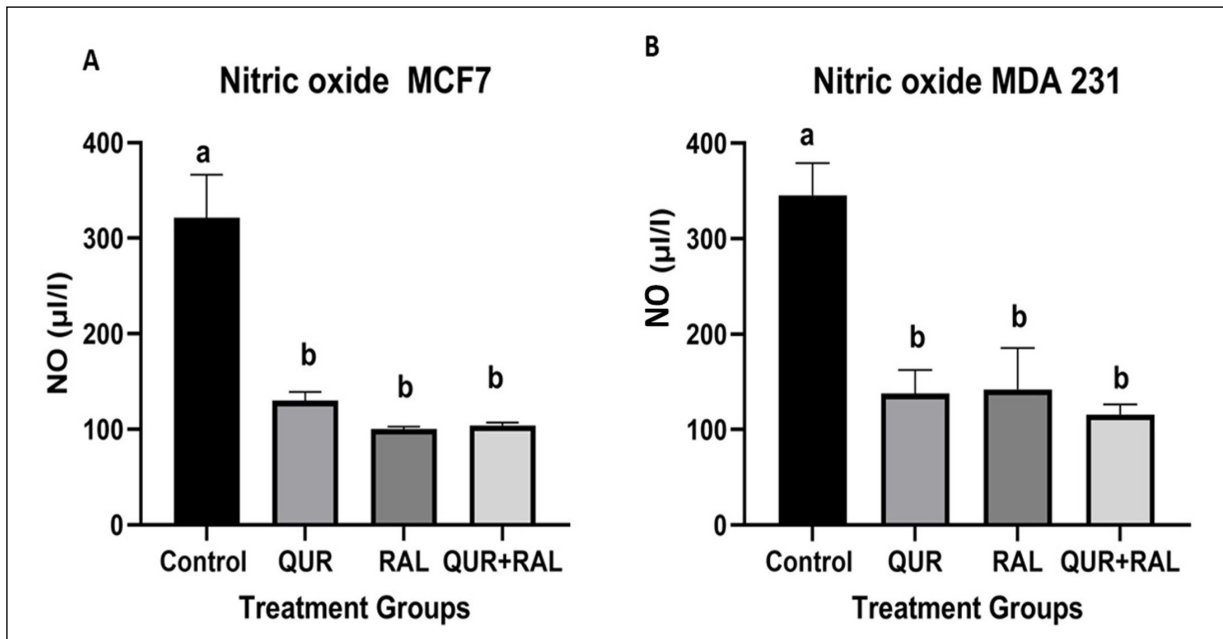 A
Nitric oxide MCF7
NO (µl/l)
400
300
200
100
0
a
b
b
b
Control QUR RAL QUR+RAL
Treatment Groups
B
Nitric oxide MDA 231
NO (µl/l)
400
300
200
100
0
a
b
b
b
Control QUR RAL QUR+RAL
Treatment Groups